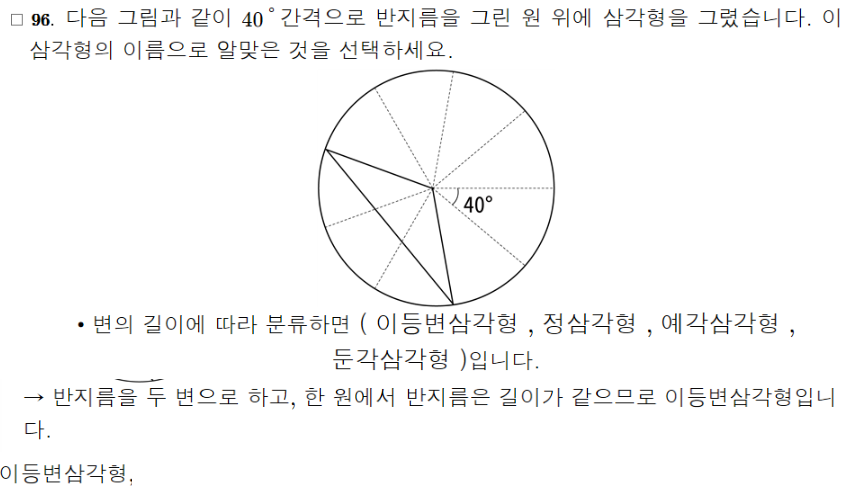 □ 96. 다음 그림과 같이 40˚간격으로 반지름을 그린 원 위에 삼각형을 그렸습니다. 이
삼각형의 이름으로 알맞은 것을 선택하세요.
40°
• 변의 길이에 따라 분류하면 ( 이등변삼각형 , 정삼각형 , 예각삼각형 ,
둔각삼각형 )입니다.
→ 반지름을 두 변으로 하고, 한 원에서 반지름은 길이가 같으므로 이등변삼각형입니
다.
이등변삼각형,